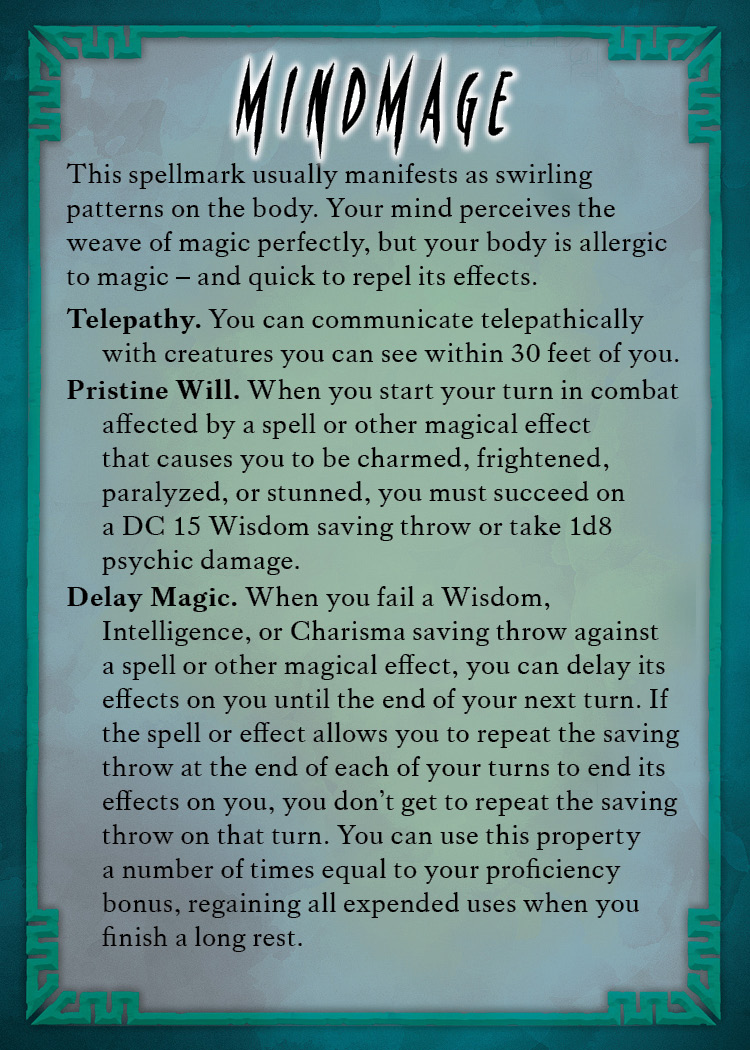 MINDMAGE
This spellmark usually manifests as swirling
patterns on the body. Your mind perceives the
weave of magic perfectly, but your body is allergic
to magic – and quick to repel its effects.
Telepathy. You can communicate telepathically
with creatures you can see within 30 feet of you.
Pristine Will. When you start your turn in combat
affected by a spell or other magical effect
that causes you to be charmed, frightened,
paralyzed, or stunned, you must succeed on
a DC 15 Wisdom saving throw or take 1d8
psychic damage.
Delay Magic. When you fail a Wisdom,
Intelligence, or Charisma saving throw against
a spell or other magical effect, you can delay its
effects on you until the end of your next turn. If
the spell or effect allows you to repeat the saving
throw at the end of each of your turns to end its
effects on you, you don’t get to repeat the saving
throw on that turn. You can use this property
a number of times equal to your proficiency
bonus, regaining all expended uses when you
finish a long rest.